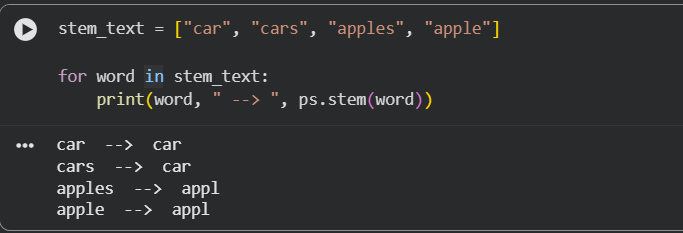 stem_text = ["car", "cars", "apples", "apple"]
for word in stem_text:
    print(word, " --> ", ps.stem(word))
car  -->  car
cars  -->  car
apples  -->  appl
apple  -->  appl